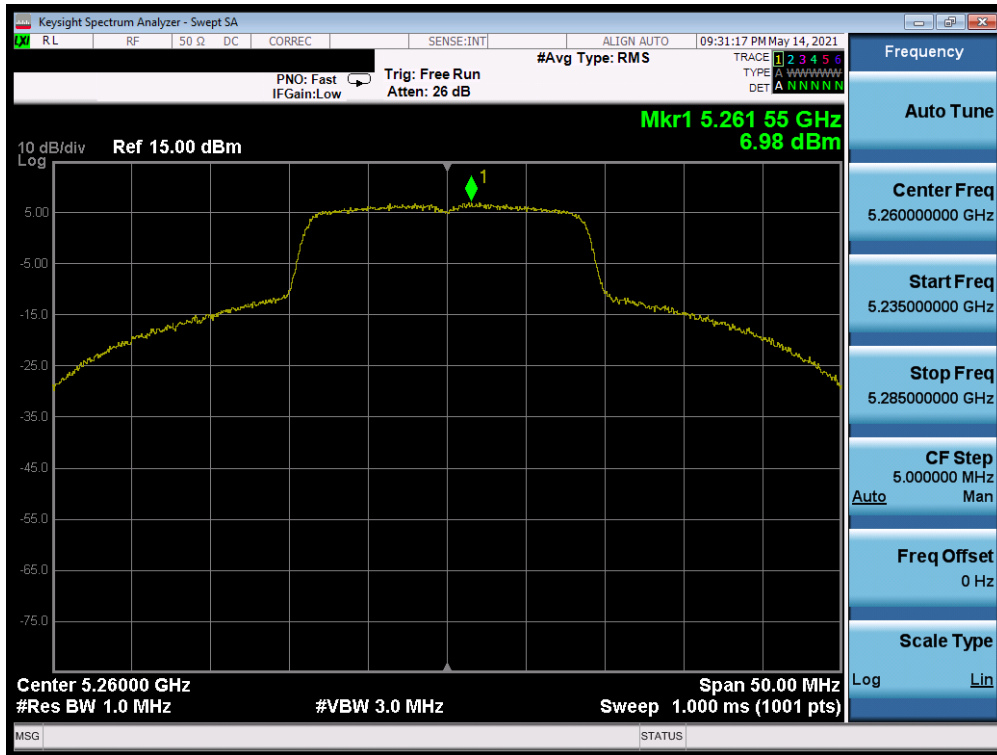 Keysight Spectrum Analyzer - Swept SA
LXI RL RF 50 Ω DC CORREC SENSE:INT ALIGN AUTO 09:31:17 PM May 14, 2021
PNO: Fast
IFGain:Low
Trig: Free Run
Atten: 26 dB
#Avg Type: RMS
TRACE 1 2 3 4 5 6
TYPE A WWWWW
DET A N N N N N
Mkr1 5.261 55 GHz
6.98 dBm
10 dB/div
Log
Ref 15.00 dBm
1
5.00
-5.00
-15.0
-25.0
-35.0
-45.0
-55.0
-65.0
-75.0
Center 5.26000 GHz
#Res BW 1.0 MHz
#VBW 3.0 MHz
Span 50.00 MHz
Sweep 1.000 ms (1001 pts)
MSG
STATUS
Frequency
Auto Tune
Center Freq
5.260000000 GHz
Start Freq
5.235000000 GHz
Stop Freq
5.285000000 GHz
CF Step
5.000000 MHz
Auto Man
Freq Offset
0 Hz
Scale Type
Log Lin